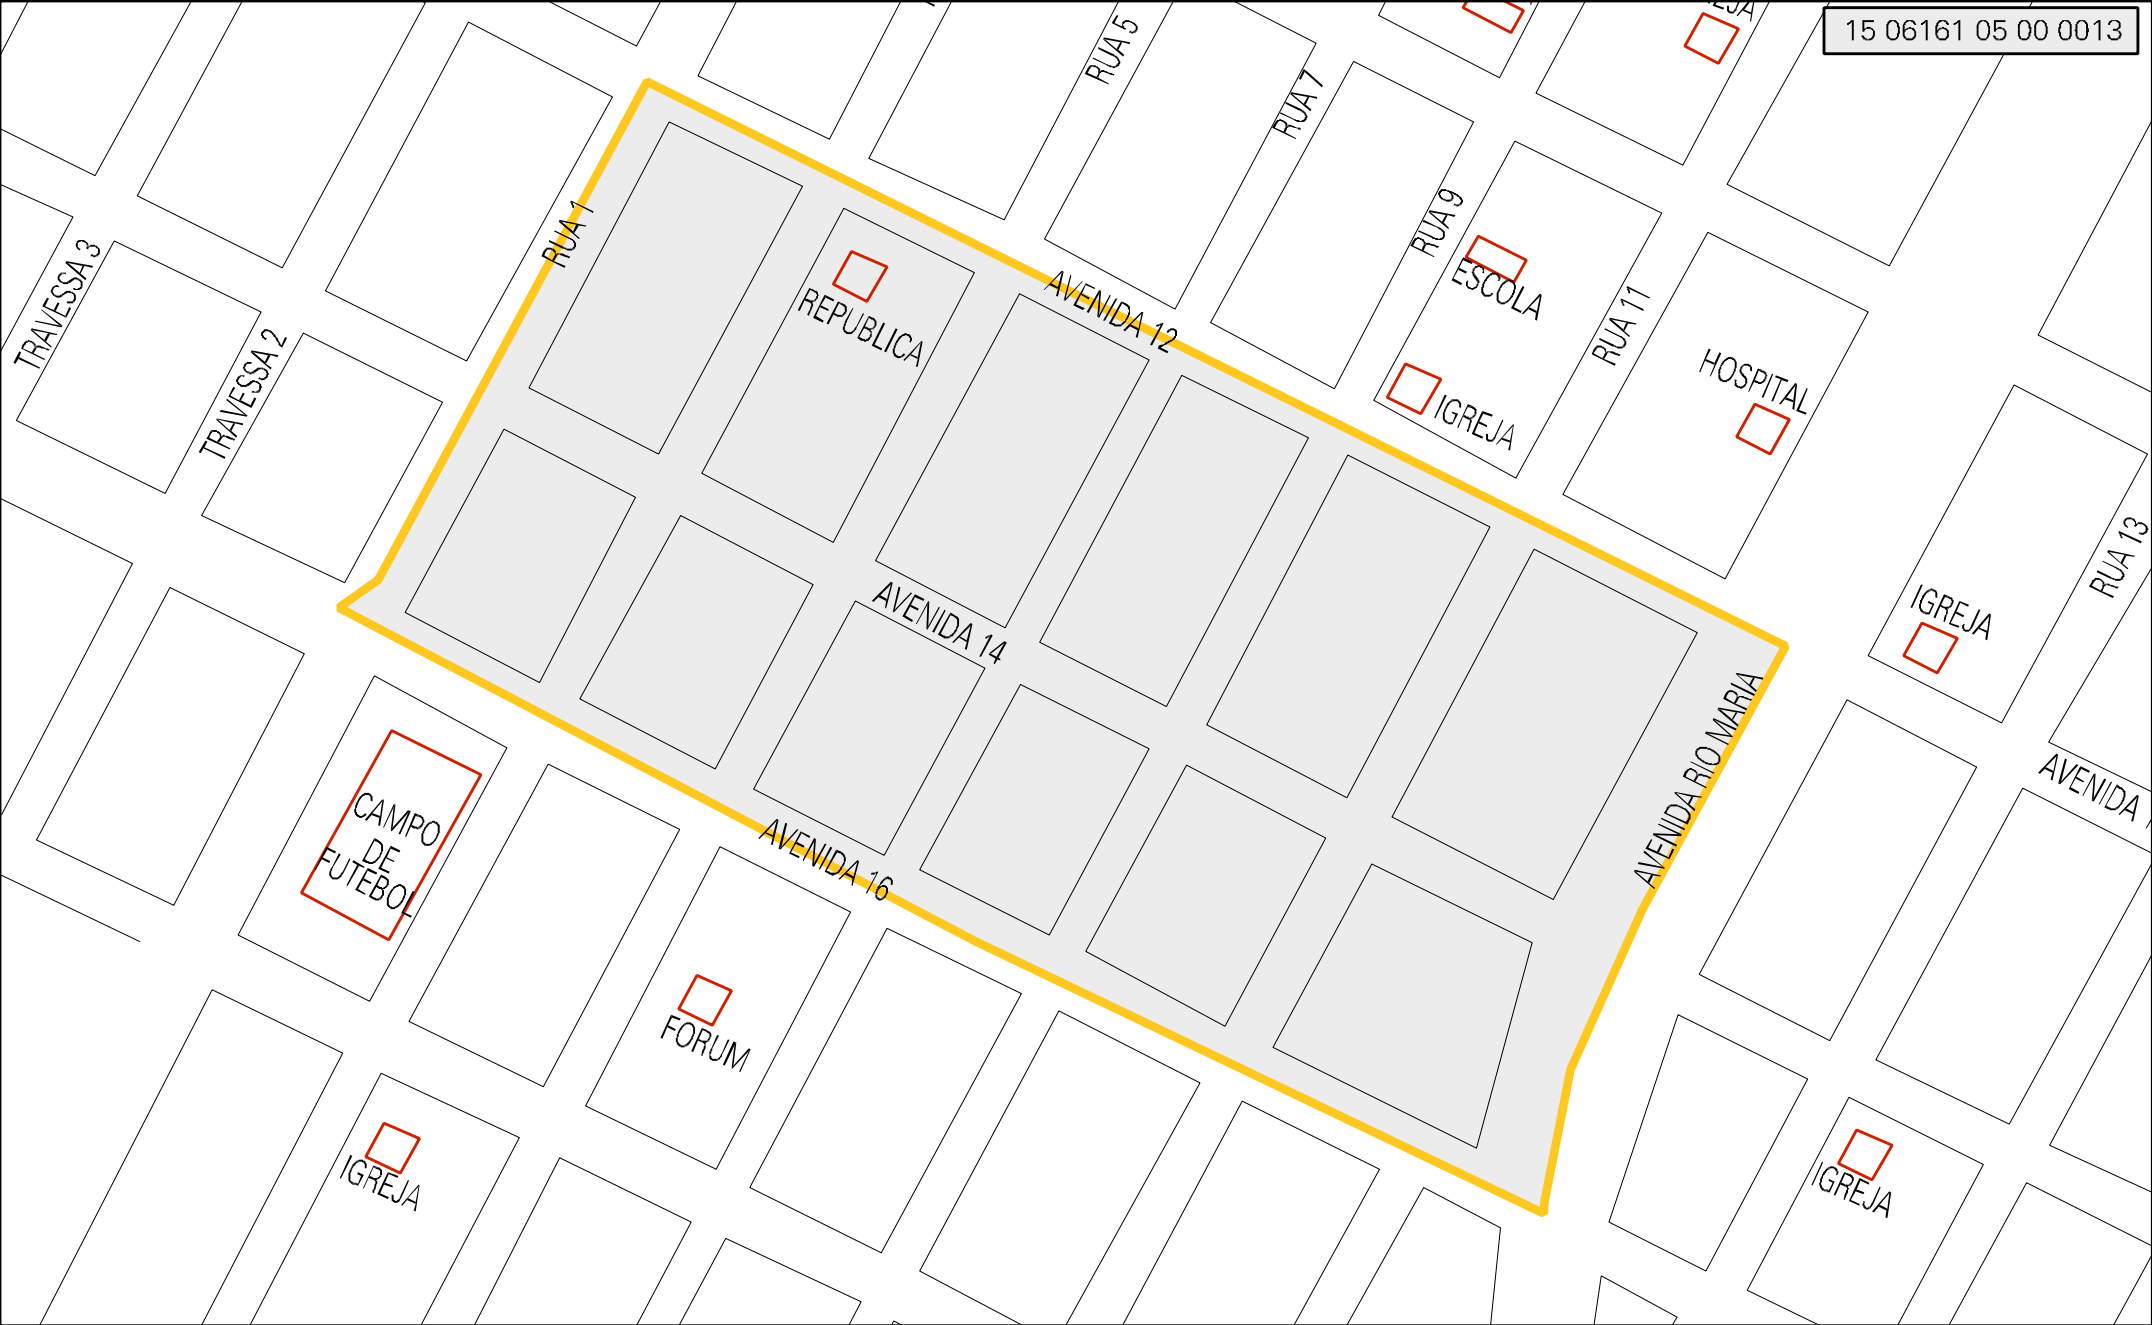 15 06161 05 00 0013
RUA 5
RUA 7
RUA 1
RUA 9
TRAVESSA 3
REPUBLICA
AVENIDA 12
ESCOLA
RUA 11
TRAVESSA 2
HOSPITAL
IGREJA
RUA 13
AVENIDA 14
IGREJA
AVENIDA RIO MARIA
AVENIDA
CAMPO
DE
FUTEBOL
AVENIDA 16
FORUM
IGREJA
IGREJA